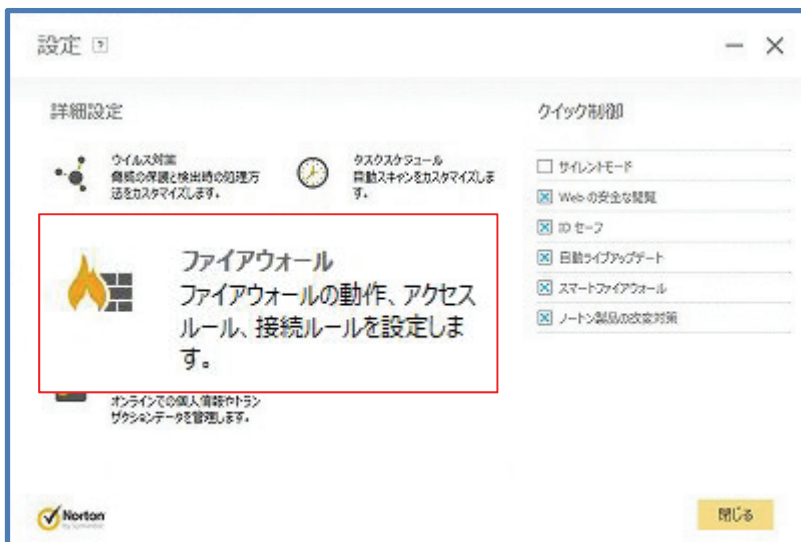 設定 ?
詳細設定
ウイルス対策
脅威の保護と検出時の処理方
法をカスタマイズします。
タスクスケジュール
自動スキャンをカスタマイズしま
す。
ファイアウォール
ファイアウォールの動作、アクセス
ルール、接続ルールを設定しま
す。
オンラインでの個人情報やトラン
ザクションデータを管理します。
クイック制御
サイレントモード
Web の安全な閲覧
ID セーフ
自動ライブアップデート
スマートファイアウォール
ノートン製品の改変対策
Norton
閉じる